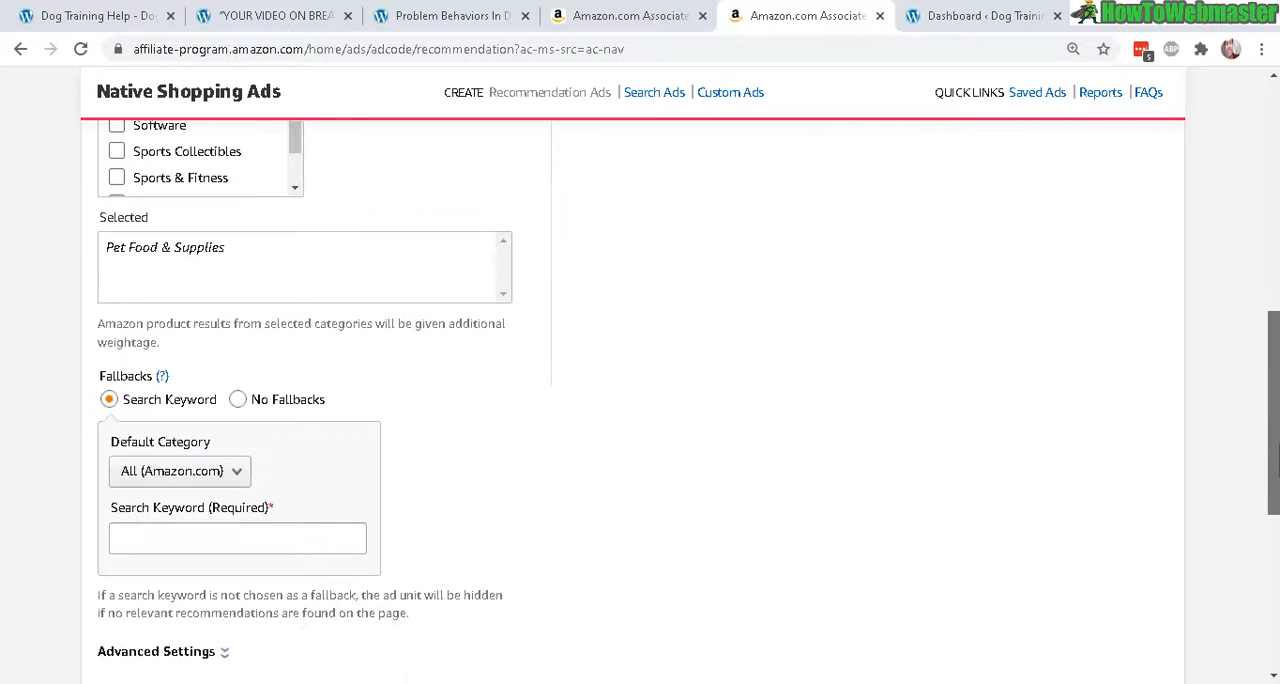 Dog Training Help - Do
"YOUR VIDEO ON BREA
Problem
Amazon.com Associate
Amazon.com Associate
Dashboard ‹ Dog Trainin
HowToWebmaster
affiliate-program.amazon.com/home/ads/adcode/recommendation?ac-ms-src=ac-nav
5
ABP
Native Shopping Ads
CREATE Recommendation Ads | Search Ads | Custom Ads
QUICK LINKS Saved Ads | Reports | FAQs
Software
Sports Collectibles
Sports & Fitness
Selected
Pet Food & Supplies
Amazon product results from selected categories will be given additional
weightage.
Fallbacks (?)
Search Keyword
No Fallbacks
Default Category
All (Amazon.com)
Search Keyword (Required)*
If a search keyword is not chosen as a fallback, the ad unit will be hidden
if no relevant recommendations are found on the page.
Advanced Settings